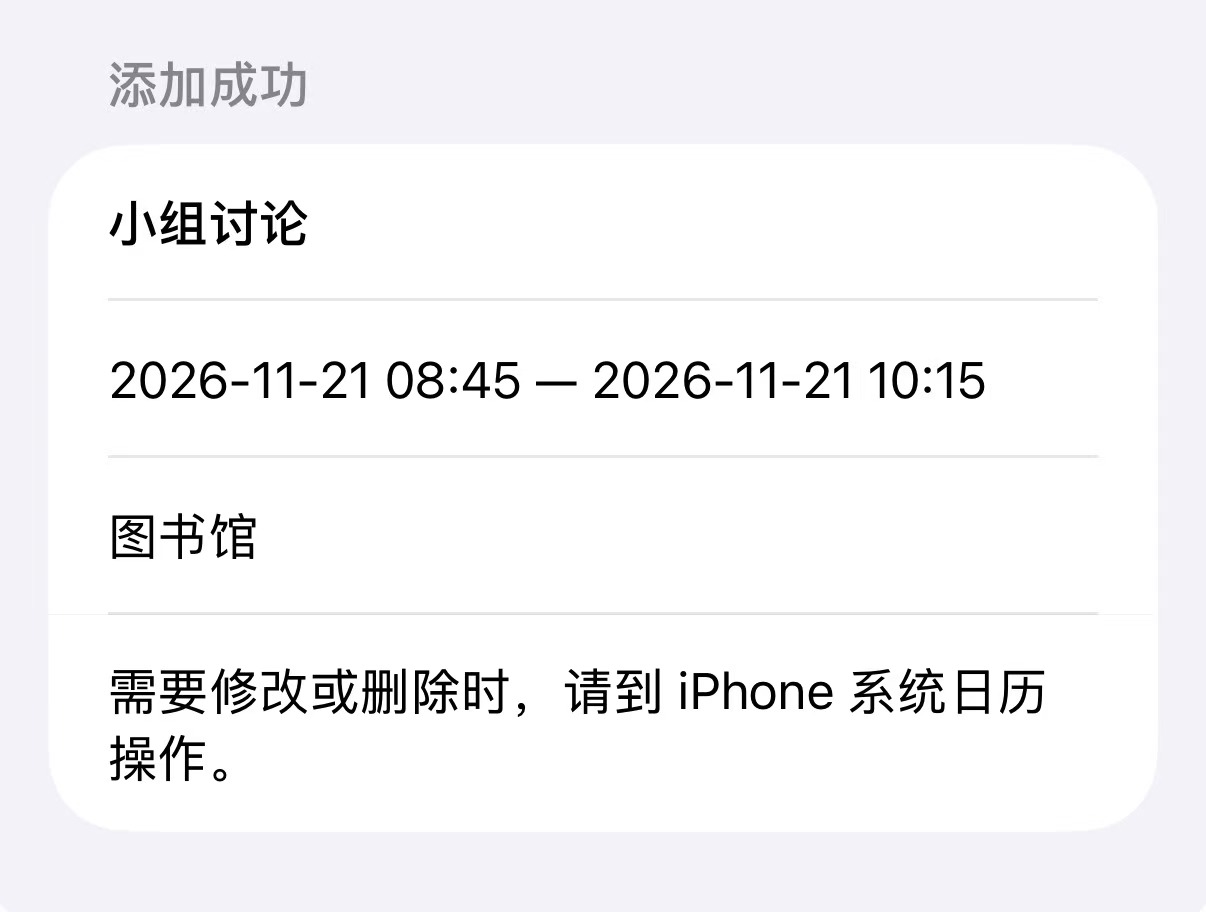 添加成功
小组讨论
2026-11-21 08:45 — 2026-11-21 10:15
图书馆
需要修改或删除时，请到 iPhone 系统日历
操作。